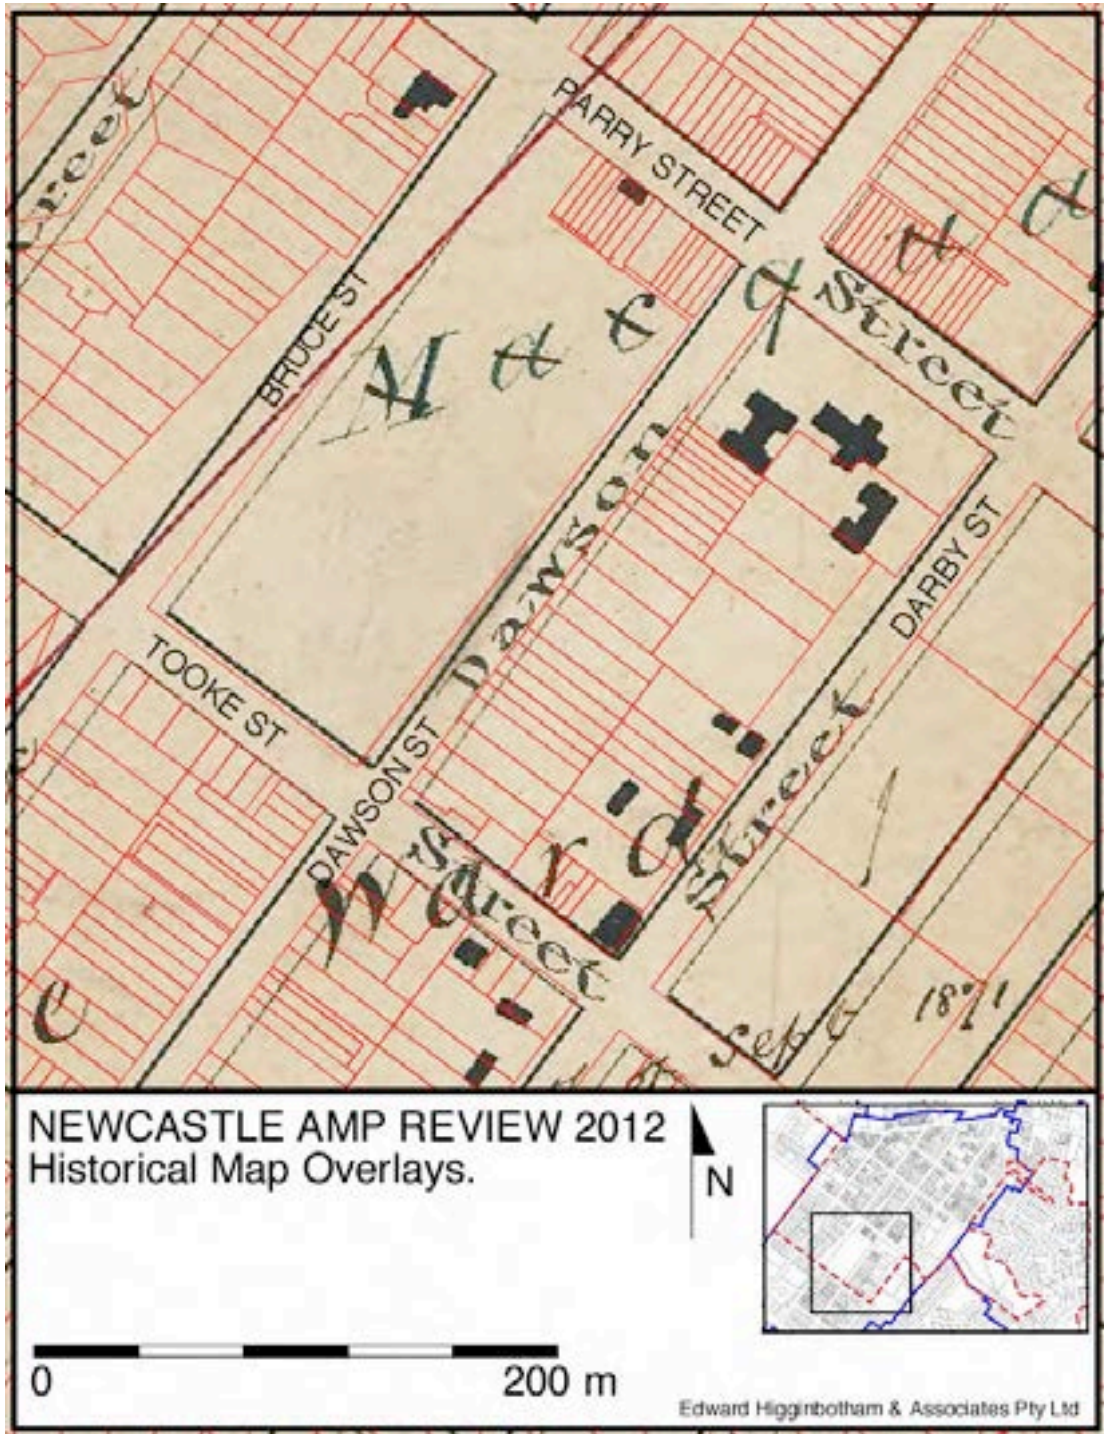 PARRY STREET
Street
BRUCE ST
Dawson
DARBY ST
TOOKE ST
DAWSON ST
Street
Street
1871
NEWCASTLE AMP REVIEW 2012
Historical Map Overlays.
N
0 200 m
Edward Higginbotham & Associates Pty Ltd